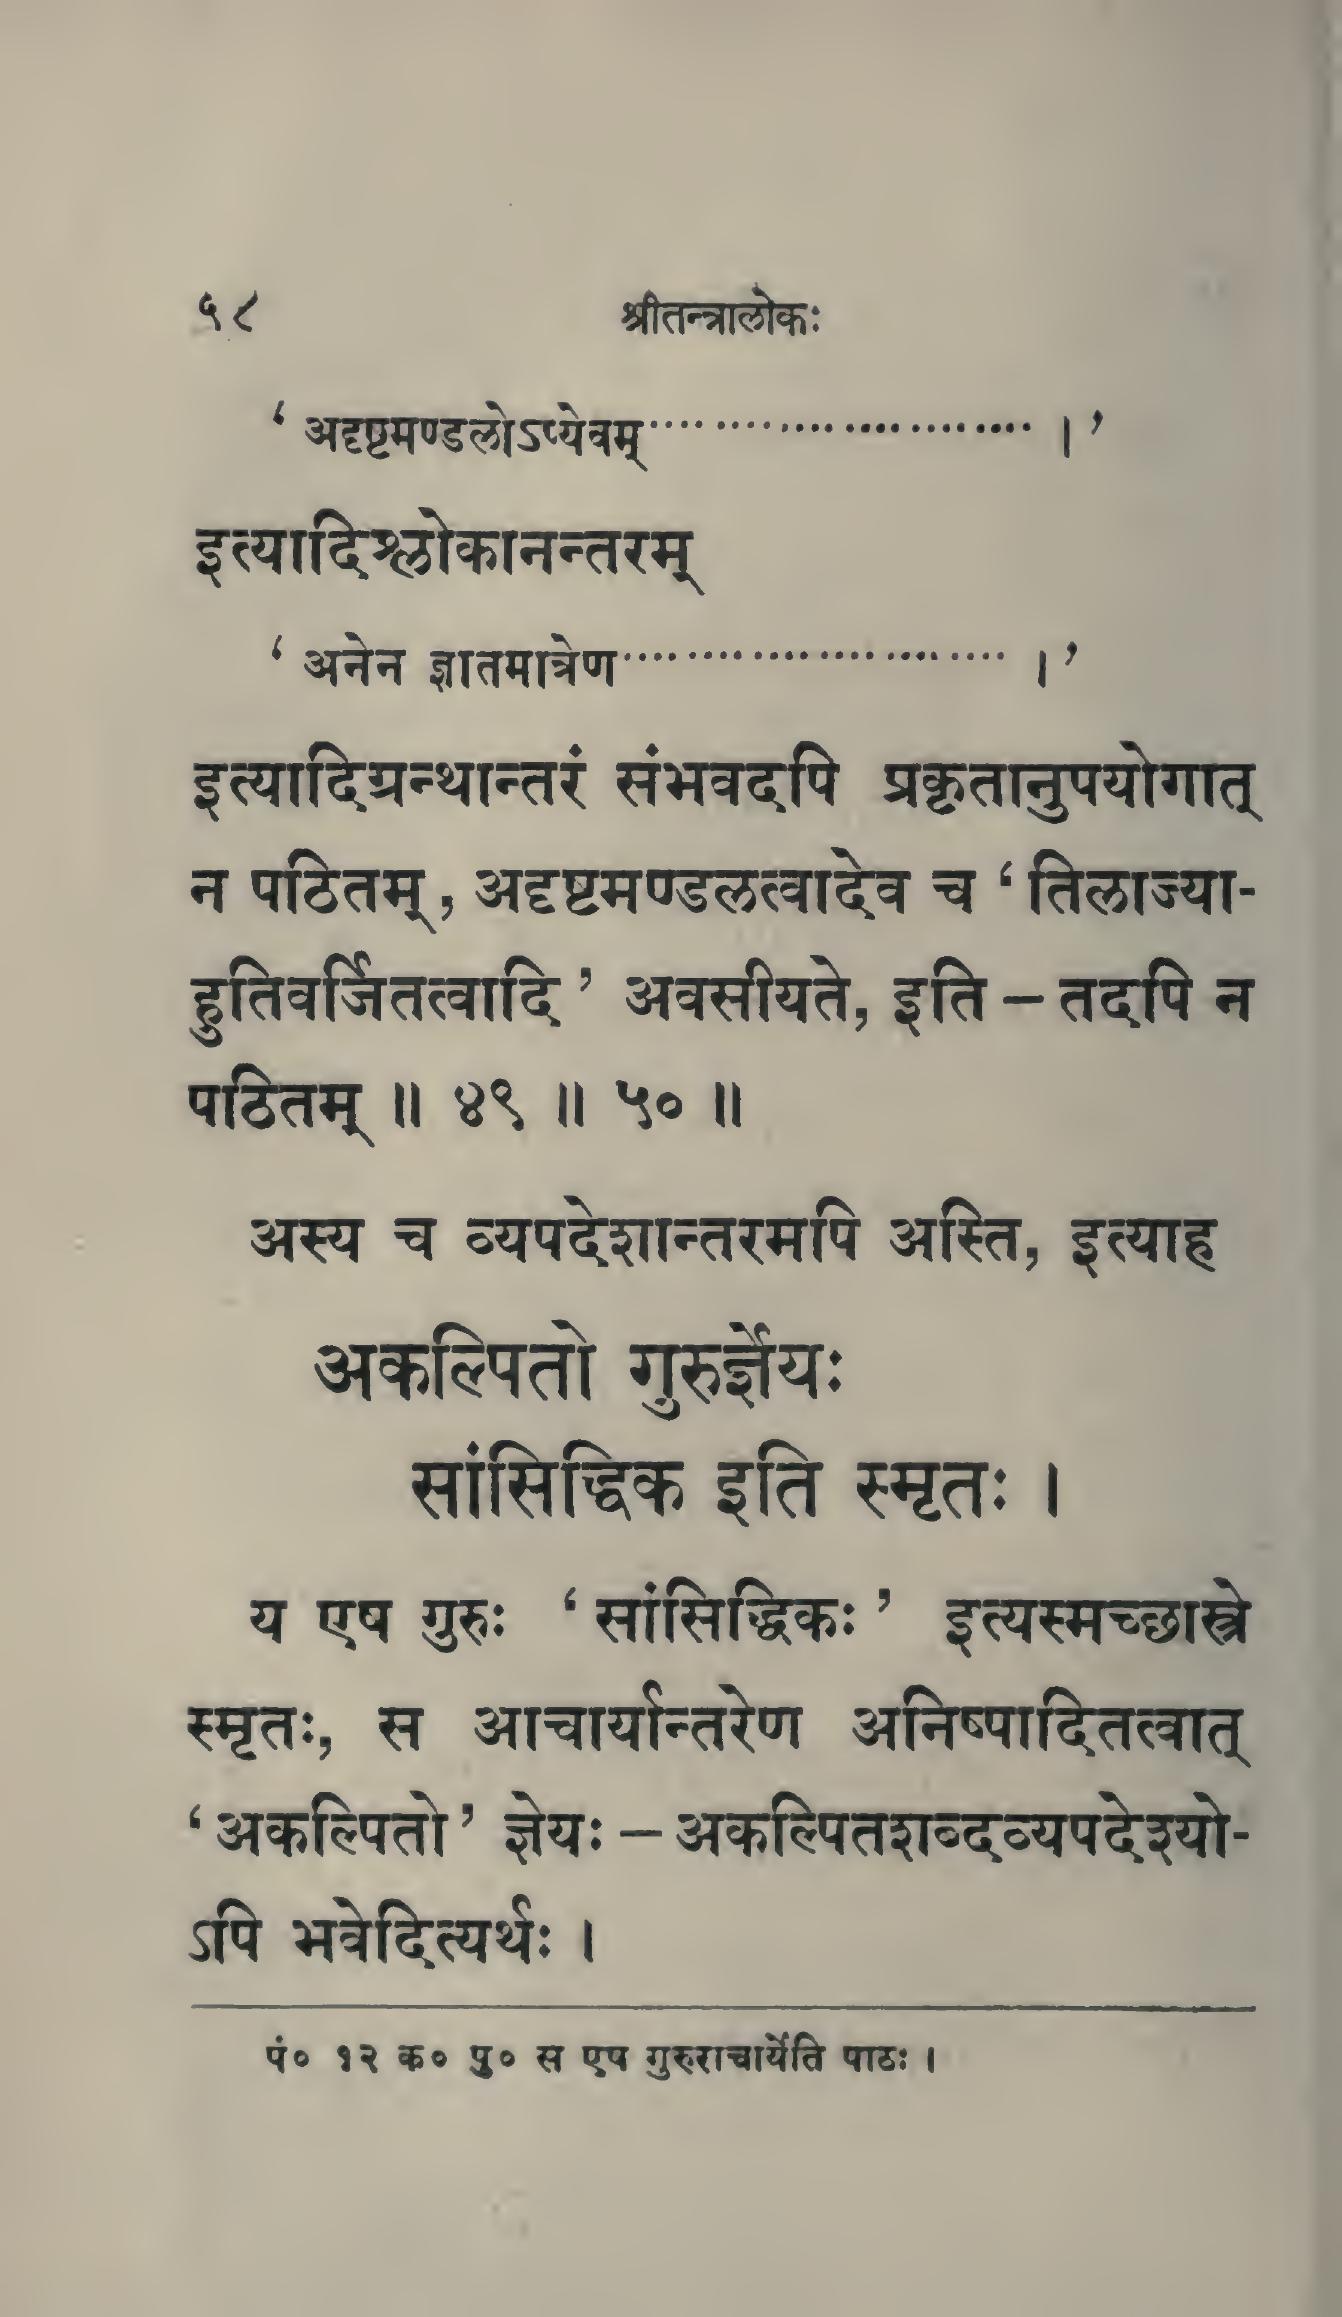 ५८ श्रीतन्त्रालोकः
‘ अदृष्टमण्डलोऽप्येवम्⋯⋯⋯⋯⋯⋯⋯⋯⋯⋯ । ’
इत्यादिश्लोकानन्तरम्
‘ अनेन ज्ञातमात्रेण⋯⋯⋯⋯⋯⋯⋯⋯⋯⋯ । ’
इत्यादिग्रन्थान्तरं संभवदपि प्रकृतानुपयोगात्
न पठितम्, अदृष्टमण्डलत्वादेव च ‘ तिलाज्या-
हुतिवर्जितत्वादि ’ अवसीयते, इति – तदपि न
पठितम् ॥ ४९ ॥ ५० ॥
अस्य च व्यपदेशान्तरमपि अस्ति, इत्याह
अकल्पितो गुरुर्ज्ञेयः
सांसिद्धिक इति स्मृतः ।
य एष गुरुः ‘ सांसिद्धिकः ’ इत्यस्मच्छास्त्रे
स्मृतः, स आचार्यान्तरेण अनिष्पादितत्वात्
‘ अकल्पितो ’ ज्ञेयः – अकल्पितशब्दव्यपदेश्यो-
ऽपि भवेदित्यर्थः ।
पं० १२ क० पु० स एष गुरुराचार्येति पाठः ।